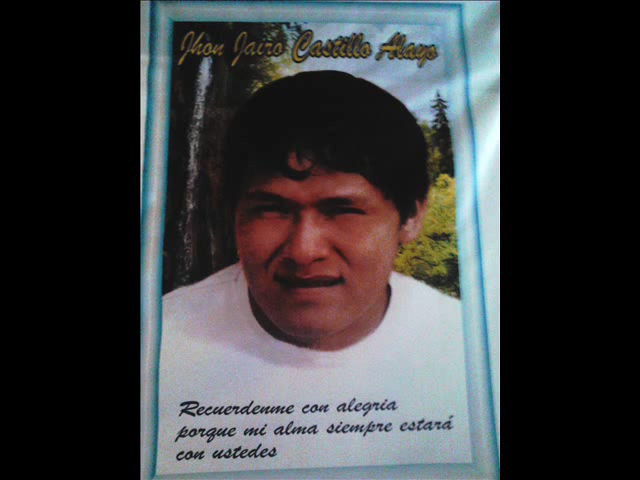 Jhon Jairo Castillo Alayo
Recuerdenme con alegria
porque mi alma siempre estará
con ustedes